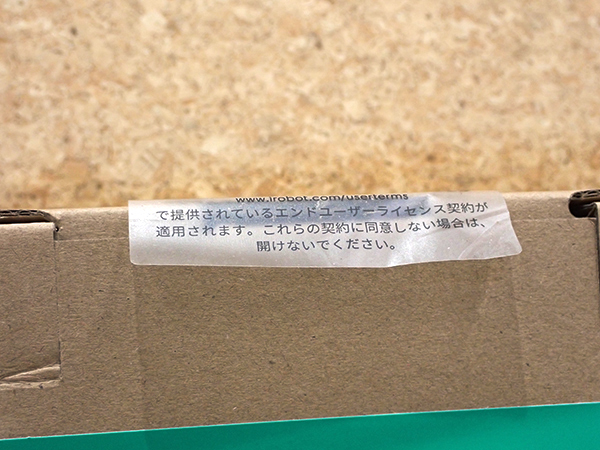 www.irobot.com/userterms
で提供されているエンドユーザーライセンス契約が
適用されます。これらの契約に同意しない場合は、
開けないでください。